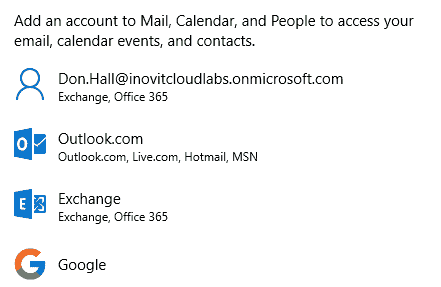 Add an account to Mail, Calendar, and People to access your
email, calendar events, and contacts.
Don.Hall@inovitcloudlabs.onmicrosoft.com
Exchange, Office 365
Outlook.com
Outlook.com, Live.com, Hotmail, MSN
Exchange
Exchange, Office 365
Google